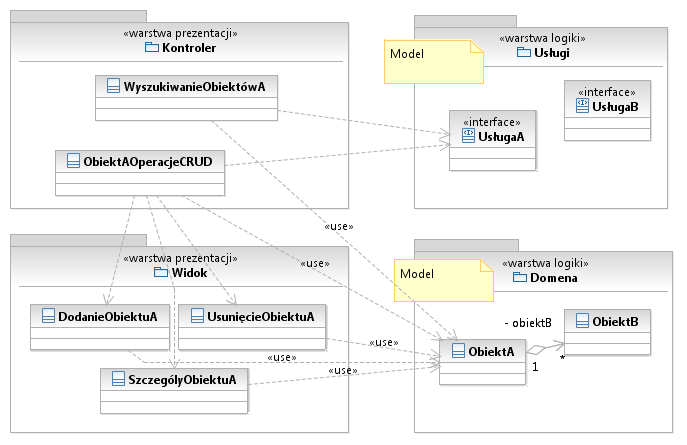 «warstwa prezentacji»
Kontroler
WyszukiwanieObiektówA
ObiektAOperacjeCRUD
Model
«warstwa logiki»
Usługi
«interface»
UsługaA
«interface»
UsługaB
«use»
«use»
«warstwa prezentacji»
Widok
DodanieObiektuA
UsunięcieObiektuA
SzczególyObiektuA
«use»
«use»
«use»
Model
«warstwa logiki»
Domena
- obiektB
ObiektB
ObiektA
1
*